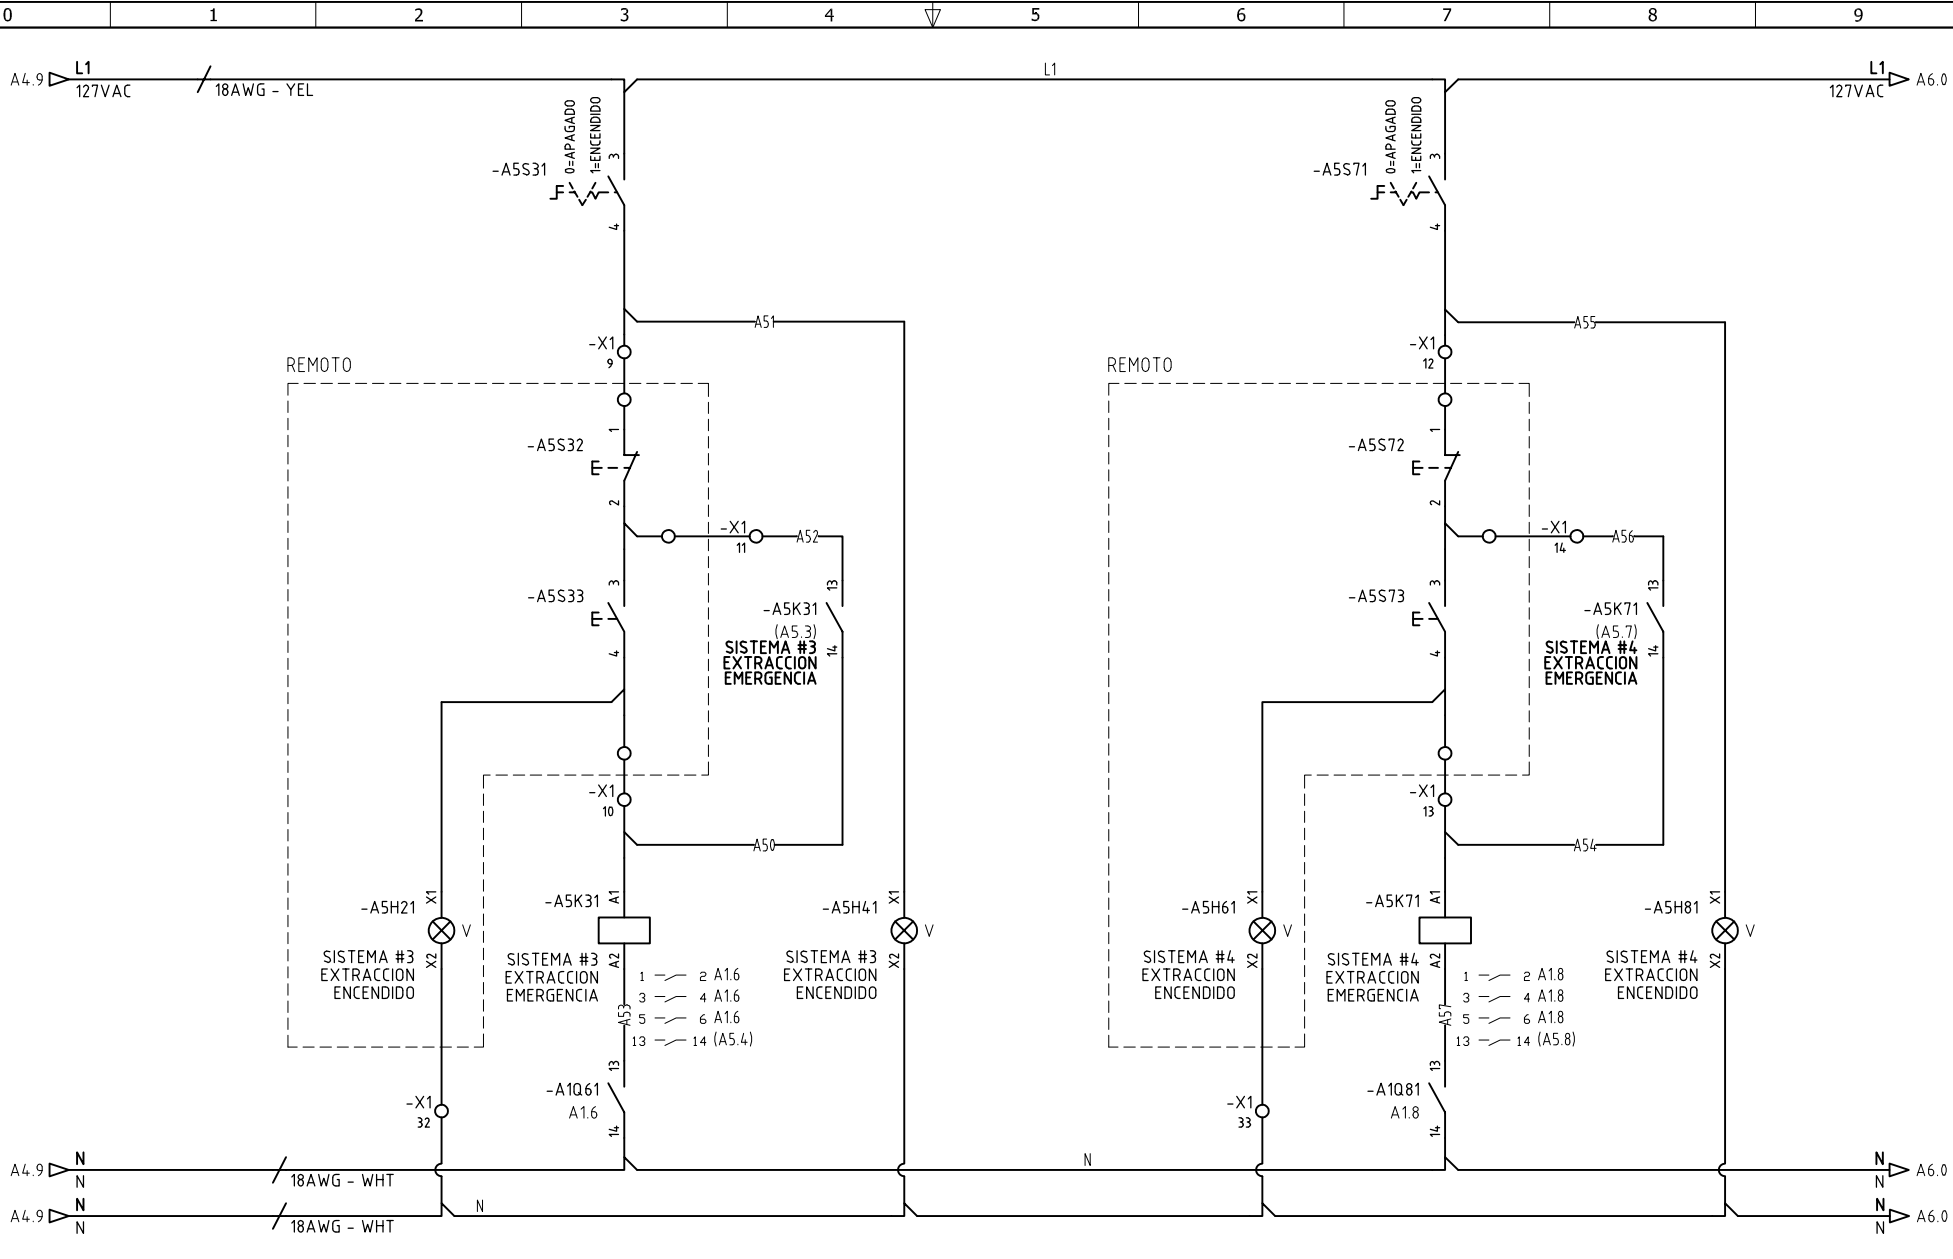 0 1 2 3 4 5 6 7 8 9
A4.9 L1 L1 L1 A6.0
127VAC 18AWG - YEL 127VAC
0=APAGADO 1=ENCENDIDO 3 0=APAGADO 1=ENCENDIDO 3
-A5S31 -A5S71
4 4
A51 A55
-X1 -X1
9 12
REMOTO REMOTO
1 1
-A5S32 -A5S72
2 2
-X1 A52 -X1 A56
11 14
3 13 3 13
-A5S33 -A5K31 -A5S73 -A5K71
(A5.3) (A5.7)
4 SISTEMA #3 14 4 SISTEMA #4 14
EXTRACCION EXTRACCION
EMERGENCIA EMERGENCIA
-X1 -X1
10 13
A50 A54
X1 A1 X1 X1 A1 X1
-A5H21 -A5K31 -A5H41 -A5H61 -A5K71 -A5H81
V V V V
X2 A2 X2 X2 A2 X2
SISTEMA #3 SISTEMA #3 SISTEMA #3 SISTEMA #4 SISTEMA #4 SISTEMA #4
EXTRACCION EXTRACCION EXTRACCION EXTRACCION EXTRACCION EXTRACCION
ENCENDIDO EMERGENCIA ENCENDIDO ENCENDIDO EMERGENCIA ENCENDIDO
1 2 A1.6 1 2 A1.8
3 4 A1.6 3 4 A1.8
A53 5 6 A1.6 A57 5 6 A1.8
13 14 (A5.4) 13 14 (A5.8)
13 13
-A1Q61 -A1Q81
A1.6 A1.8
-X1 -X1
32 14 33 14
A4.9 N N N A6.0
N 18AWG - WHT N
A4.9 N N N A6.0
N 18AWG - WHT N